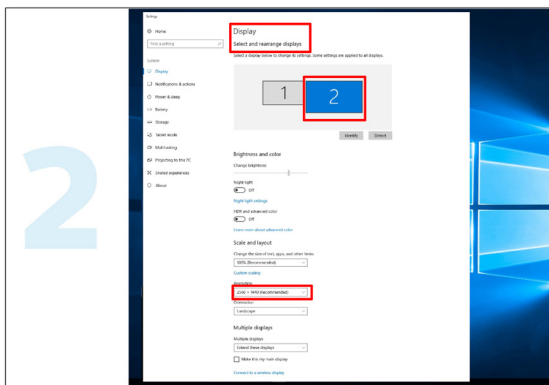 Settings
2
Home
Find a setting
System
Display
Notifications & actions
Power & sleep
Battery
Storage
Tablet mode
Multitasking
Projecting to this PC
Shared experiences
About
Display
Select and rearrange displays
Select a display below to change its settings. Some settings are applied to all displays.
1
2
Identify
Detect
Brightness and color
Change brightness
Night light
Off
Night light settings
HDR and advanced color
Off
Learn more about advanced color
Scale and layout
Change the size of text, apps, and other items
100% (Recommended)
Custom scaling
Resolution
2560 × 1440 (Recommended)
Orientation
Landscape
Multiple displays
Multiple displays
Extend these displays
Make this my main display
Connect to a wireless display